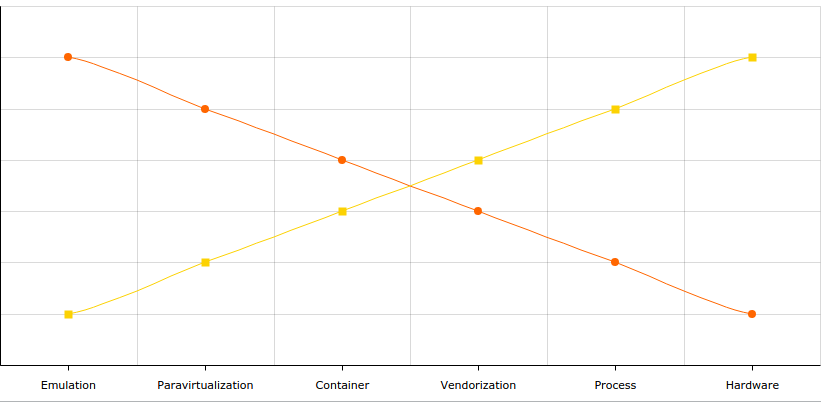 Emulation Paravirtualization Container Vendorization Process Hardware